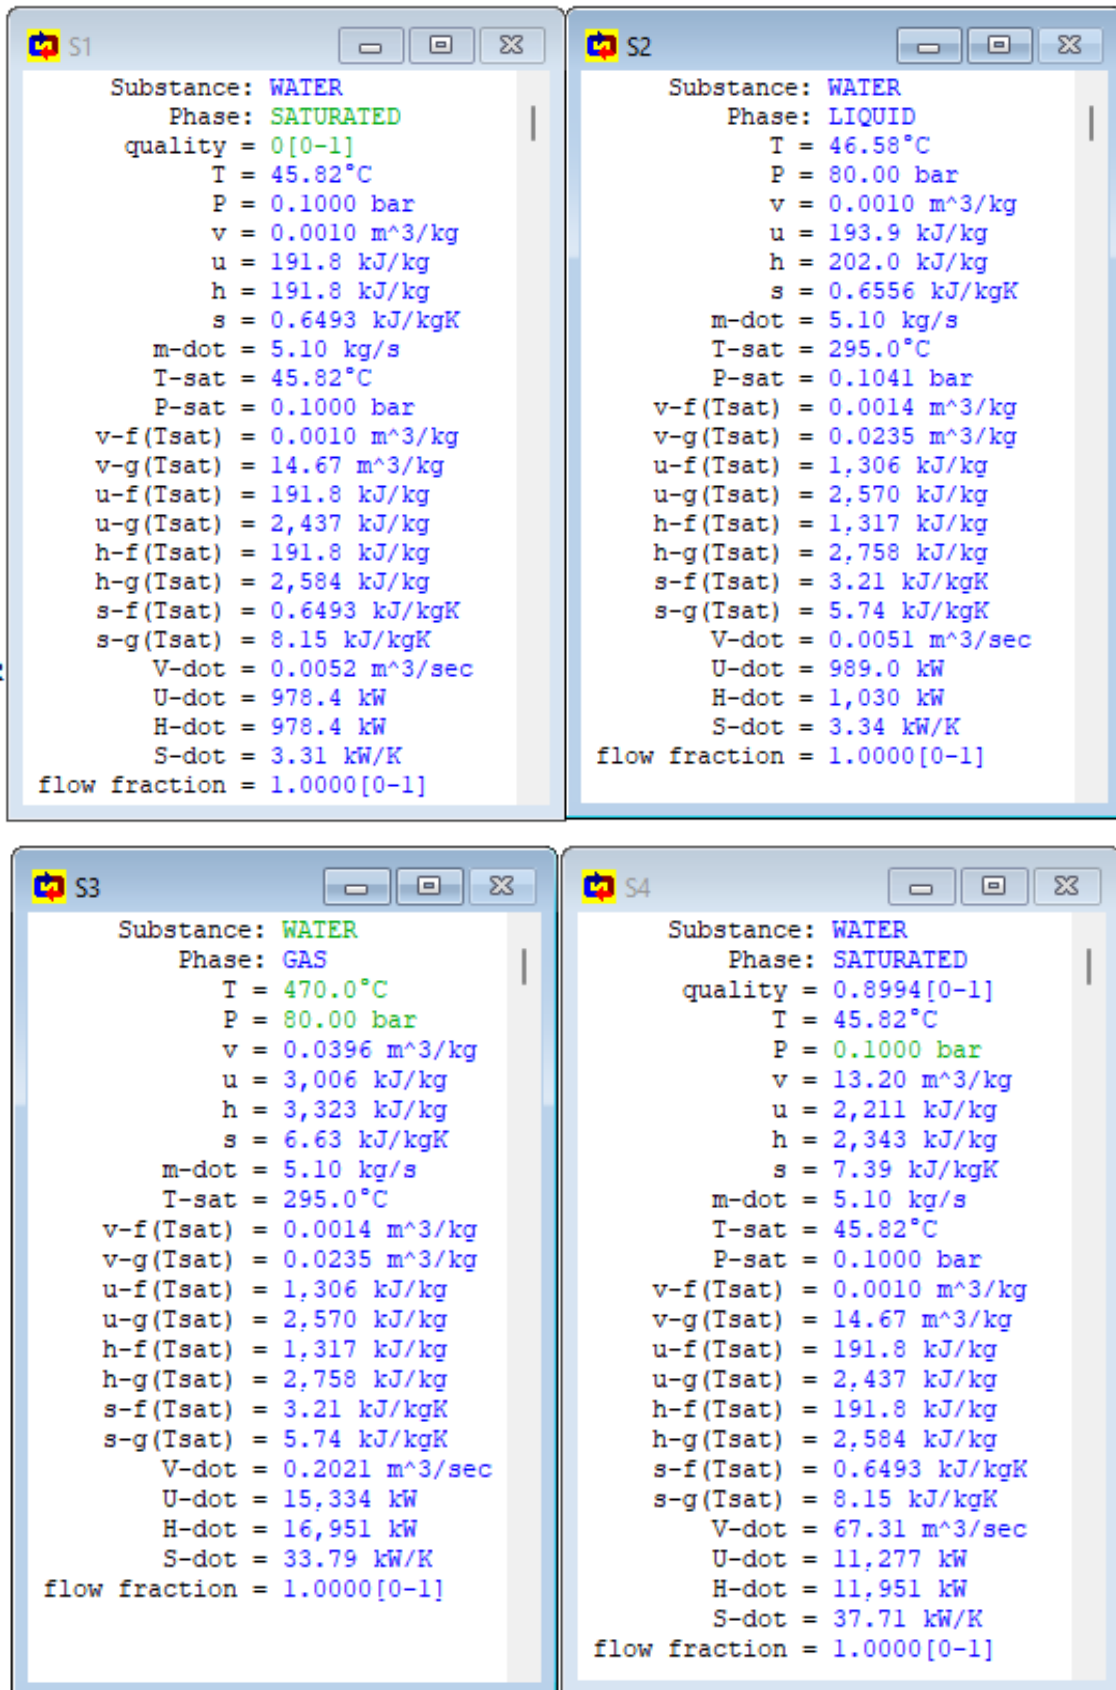 S1
Substance: WATER
Phase: SATURATED
quality = 0[0-1]
T = 45.82°C
P = 0.1000 bar
v = 0.0010 m^3/kg
u = 191.8 kJ/kg
h = 191.8 kJ/kg
s = 0.6493 kJ/kgK
m-dot = 5.10 kg/s
T-sat = 45.82°C
P-sat = 0.1000 bar
v-f(Tsat) = 0.0010 m^3/kg
v-g(Tsat) = 14.67 m^3/kg
u-f(Tsat) = 191.8 kJ/kg
u-g(Tsat) = 2,437 kJ/kg
h-f(Tsat) = 191.8 kJ/kg
h-g(Tsat) = 2,584 kJ/kg
s-f(Tsat) = 0.6493 kJ/kgK
s-g(Tsat) = 8.15 kJ/kgK
V-dot = 0.0052 m^3/sec
U-dot = 978.4 kW
H-dot = 978.4 kW
S-dot = 3.31 kW/K
flow fraction = 1.0000[0-1]
S2
Substance: WATER
Phase: LIQUID
T = 46.58°C
P = 80.00 bar
v = 0.0010 m^3/kg
u = 193.9 kJ/kg
h = 202.0 kJ/kg
s = 0.6556 kJ/kgK
m-dot = 5.10 kg/s
T-sat = 295.0°C
P-sat = 0.1041 bar
v-f(Tsat) = 0.0014 m^3/kg
v-g(Tsat) = 0.0235 m^3/kg
u-f(Tsat) = 1,306 kJ/kg
u-g(Tsat) = 2,570 kJ/kg
h-f(Tsat) = 1,317 kJ/kg
h-g(Tsat) = 2,758 kJ/kg
s-f(Tsat) = 3.21 kJ/kgK
s-g(Tsat) = 5.74 kJ/kgK
V-dot = 0.0051 m^3/sec
U-dot = 989.0 kW
H-dot = 1,030 kW
S-dot = 3.34 kW/K
flow fraction = 1.0000[0-1]
S3
Substance: WATER
Phase: GAS
T = 470.0°C
P = 80.00 bar
v = 0.0396 m^3/kg
u = 3,006 kJ/kg
h = 3,323 kJ/kg
s = 6.63 kJ/kgK
m-dot = 5.10 kg/s
T-sat = 295.0°C
v-f(Tsat) = 0.0014 m^3/kg
v-g(Tsat) = 0.0235 m^3/kg
u-f(Tsat) = 1,306 kJ/kg
u-g(Tsat) = 2,570 kJ/kg
h-f(Tsat) = 1,317 kJ/kg
h-g(Tsat) = 2,758 kJ/kg
s-f(Tsat) = 3.21 kJ/kgK
s-g(Tsat) = 5.74 kJ/kgK
V-dot = 0.2021 m^3/sec
U-dot = 15,334 kW
H-dot = 16,951 kW
S-dot = 33.79 kW/K
flow fraction = 1.0000[0-1]
S4
Substance: WATER
Phase: SATURATED
quality = 0.8994[0-1]
T = 45.82°C
P = 0.1000 bar
v = 13.20 m^3/kg
u = 2,211 kJ/kg
h = 2,343 kJ/kg
s = 7.39 kJ/kgK
m-dot = 5.10 kg/s
T-sat = 45.82°C
P-sat = 0.1000 bar
v-f(Tsat) = 0.0010 m^3/kg
v-g(Tsat) = 14.67 m^3/kg
u-f(Tsat) = 191.8 kJ/kg
u-g(Tsat) = 2,437 kJ/kg
h-f(Tsat) = 191.8 kJ/kg
h-g(Tsat) = 2,584 kJ/kg
s-f(Tsat) = 0.6493 kJ/kgK
s-g(Tsat) = 8.15 kJ/kgK
V-dot = 67.31 m^3/sec
U-dot = 11,277 kW
H-dot = 11,951 kW
S-dot = 37.71 kW/K
flow fraction = 1.0000[0-1]